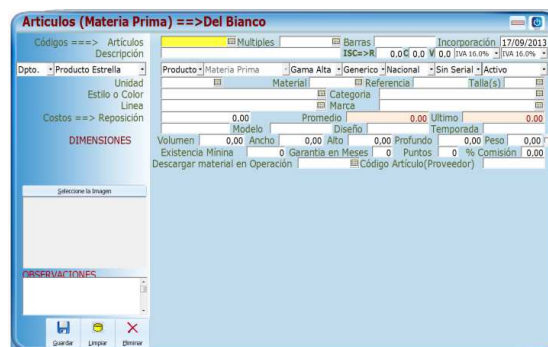 Articulos (Materia Prima) ==>Del Bianco
Códigos ===> Artículos Multiples Barras Incorporación 17/09/2013
Descripción ISC=>R 0.0 C 0.0 V 0.0 IVA 16.0% IVA 16.0%
Dpto. Producto Estrella Producto Materia Prima Gama Alta Generico Nacional Sin Serial Activo
Unidad Material Referencia Talla(s)
Estilo o Color Categoria
Linea Marca
Costos ==> Reposición 0.00 Promedio 0.00 Ultimo 0.00
Modelo Diseño Temporada
DIMENSIONES Volumen 0,00 Ancho 0,00 Alto 0,00 Profundo 0,00 Peso 0,00
Existencia Mínina 0 Garantia en Meses 0 Puntos 0 % Comisión 0,00
Descargar material en Operación Código Artículo(Proveedor)
Seleccione la Imagen
OBSERVACIONES
Guardar Limpiar Eliminar